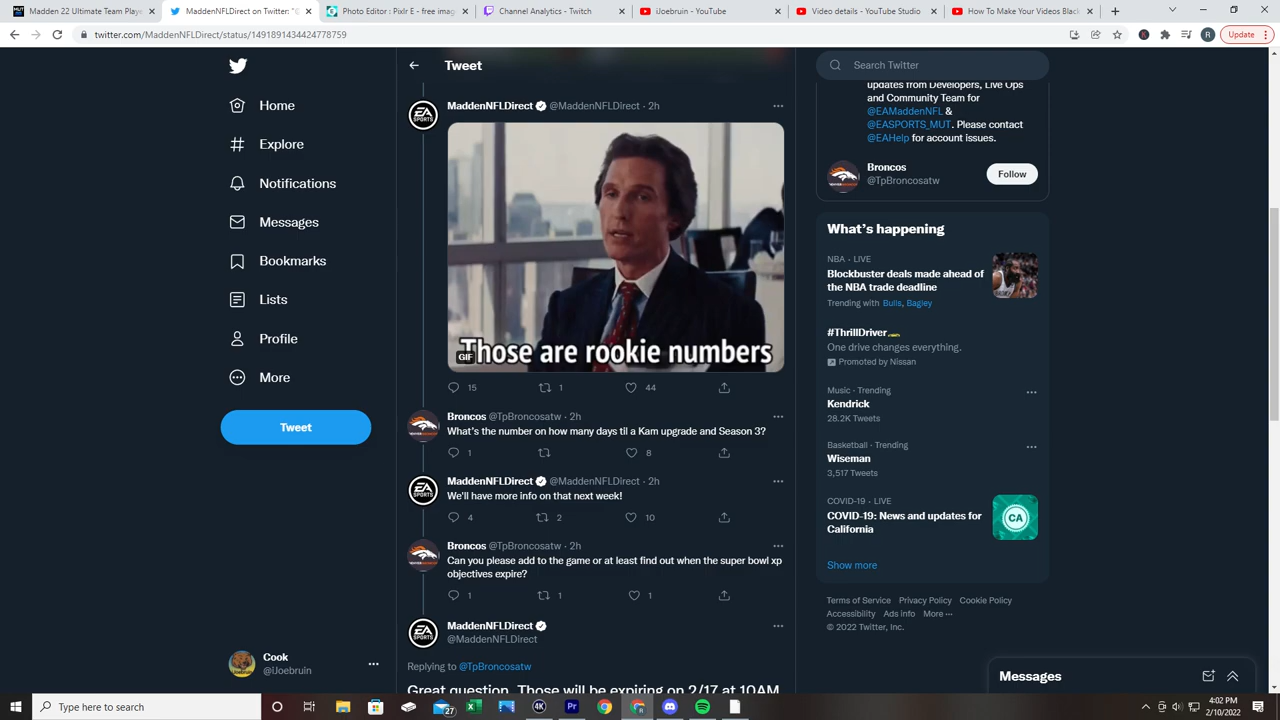 Madden 22 Ultimate Team Playe
MaddenNFLDirect on Twitter: "G
Photo Editor : Pixlr E - free imag
Channel Analytics - Twitch
iJoebruin - YouTube
Video details - YouTube Studio
How To Make Your Videos Blac
twitter.com/MaddenNFLDirect/status/1491891434424778759
R
Update
Home
Explore
Notifications
Messages
Bookmarks
Lists
Profile
More
Tweet
Cook
@iJoebruin
Tweet
EA SPORTS
MaddenNFLDirect @MaddenNFLDirect · 2h
GIF
Those are rookie numbers
15 1 44
Broncos @TpBroncosatw · 2h
What's the number on how many days til a Kam upgrade and Season 3?
1 8
EA SPORTS
MaddenNFLDirect @MaddenNFLDirect · 2h
We'll have more info on that next week!
4 2 10
Broncos @TpBroncosatw · 2h
Can you please add to the game or at least find out when the super bowl xp
objectives expire?
1 1 1
EA SPORTS
MaddenNFLDirect
@MaddenNFLDirect
Replying to @TpBroncosatw
Great question. Those will be expiring on 2/17 at 10AM
Search Twitter
updates from Developers, Live Ops
and Community Team for
@EAMaddenNFL &
@EASPORTS_MUT. Please contact
@EAHelp for account issues.
Broncos
@TpBroncosatw
Follow
What's happening
NBA · LIVE
Blockbuster deals made ahead of
the NBA trade deadline
Trending with Bulls, Bagley
#ThrillDriver
One drive changes everything.
Promoted by Nissan
Music · Trending
Kendrick
28.2K Tweets
Basketball · Trending
Wiseman
3,517 Tweets
COVID-19 · LIVE
COVID-19: News and updates for
California
CA
Show more
Terms of Service Privacy Policy Cookie Policy
Accessibility Ads info More ···
© 2022 Twitter, Inc.
Messages
Type here to search
27
4K
Pr
4:02 PM
2/10/2022